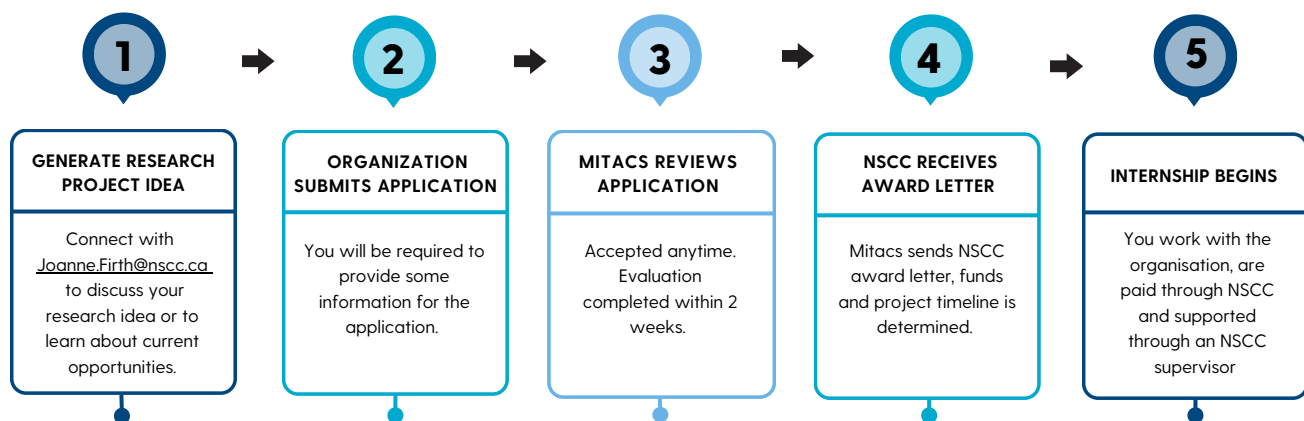 1
2
3
4
5
GENERATE RESEARCH
PROJECT IDEA
Connect with
Joanne.Firth@nscc.ca
to discuss your
research idea or to
learn about current
opportunities.
ORGANIZATION
SUBMITS APPLICATION
You will be required to
provide some
information for the
application.
MITACS REVIEWS
APPLICATION
Accepted anytime.
Evaluation
completed within 2
weeks.
NSCC RECEIVES
AWARD LETTER
Mitacs sends NSCC
award letter, funds
and project timeline is
determined.
INTERNSHIP BEGINS
You work with the
organisation, are
paid through NSCC
and supported
through an NSCC
supervisor